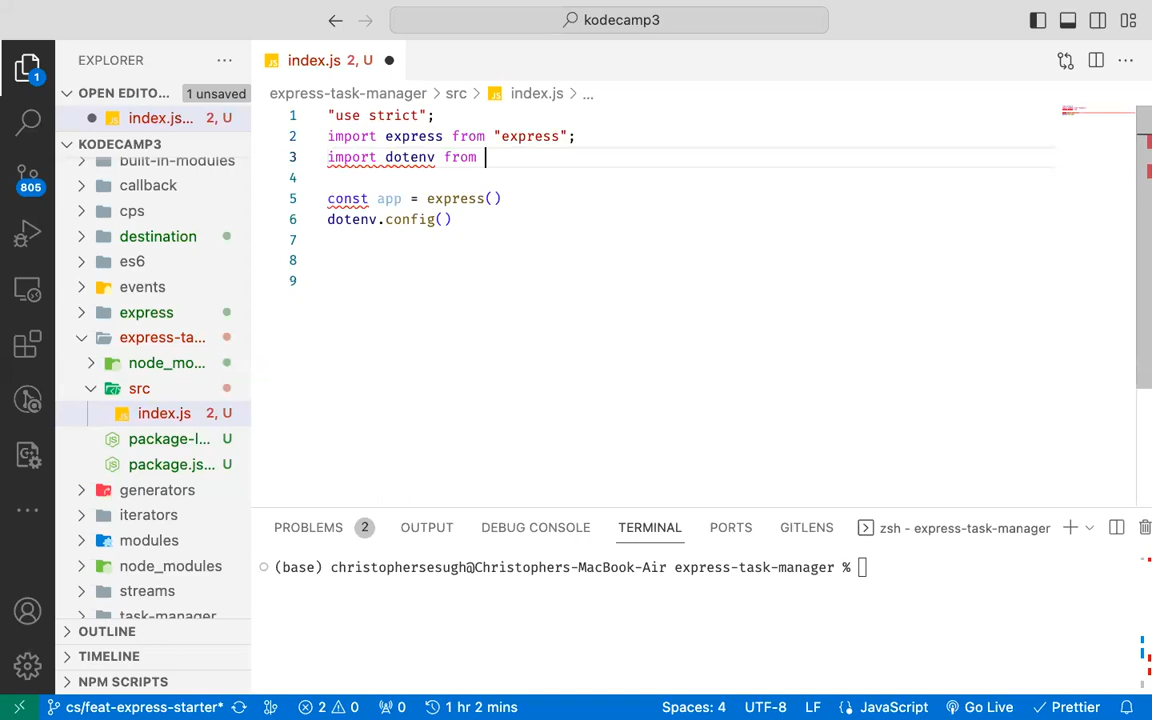 kodecamp3
EXPLORER
index.js 2, U
OPEN EDITO... 1 unsaved
express-task-manager > src > index.js > ...
index.js... 2, U
KODECAMP3
built-in-modules
callback
cps
destination
es6
events
express
express-ta...
node_mo...
src
index.js 2, U
package-l... U
package.js... U
generators
iterators
modules
node_modules
streams
task-manager
OUTLINE
TIMELINE
NPM SCRIPTS
1
805
1 "use strict";
2 import express from "express";
3 import dotenv from
4
5 const app = express()
6 dotenv.config()
7
8
9
PROBLEMS 2 OUTPUT DEBUG CONSOLE TERMINAL PORTS GITLENS zsh - express-task-manager
(base) christophersesugh@Christophers-MacBook-Air express-task-manager %
cs/feat-express-starter* 2 0 0 1 hr 2 mins Spaces: 4 UTF-8 LF JavaScript Go Live Prettier